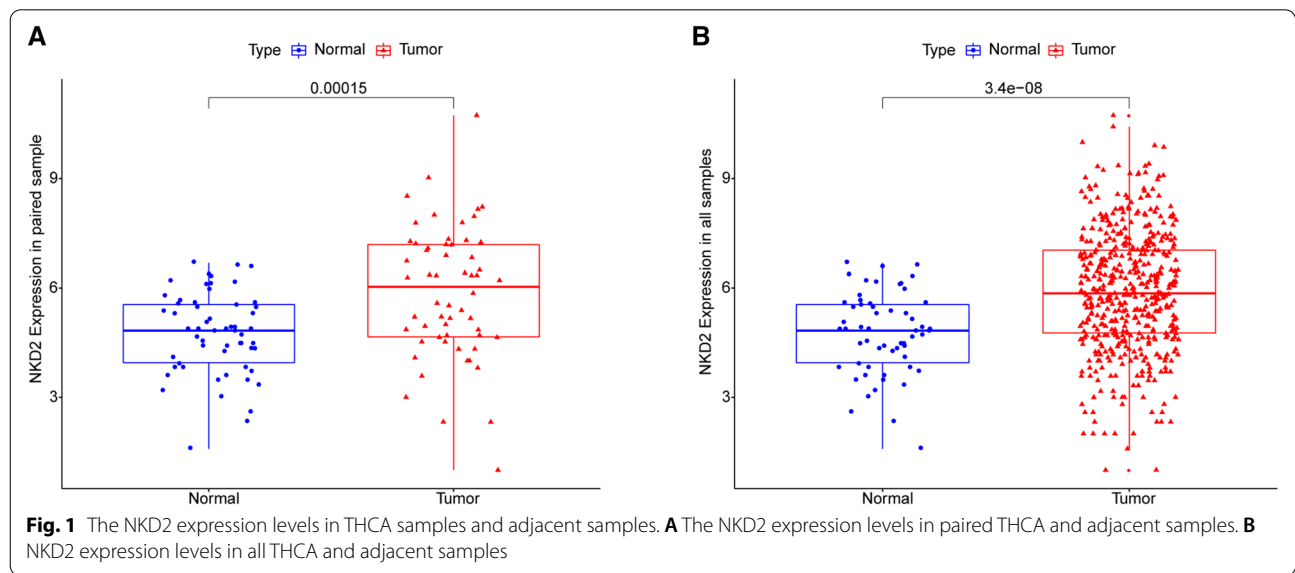 A
Type Normal Tumor
0.00015
NKD2 Expression in paired sample
9
6
3
Normal Tumor
B
Type Normal Tumor
3.4e−08
NKD2 Expression in all samples
9
6
3
Normal Tumor
Fig. 1 The NKD2 expression levels in THCA samples and adjacent samples. A The NKD2 expression levels in paired THCA and adjacent samples. B
NKD2 expression levels in all THCA and adjacent samples